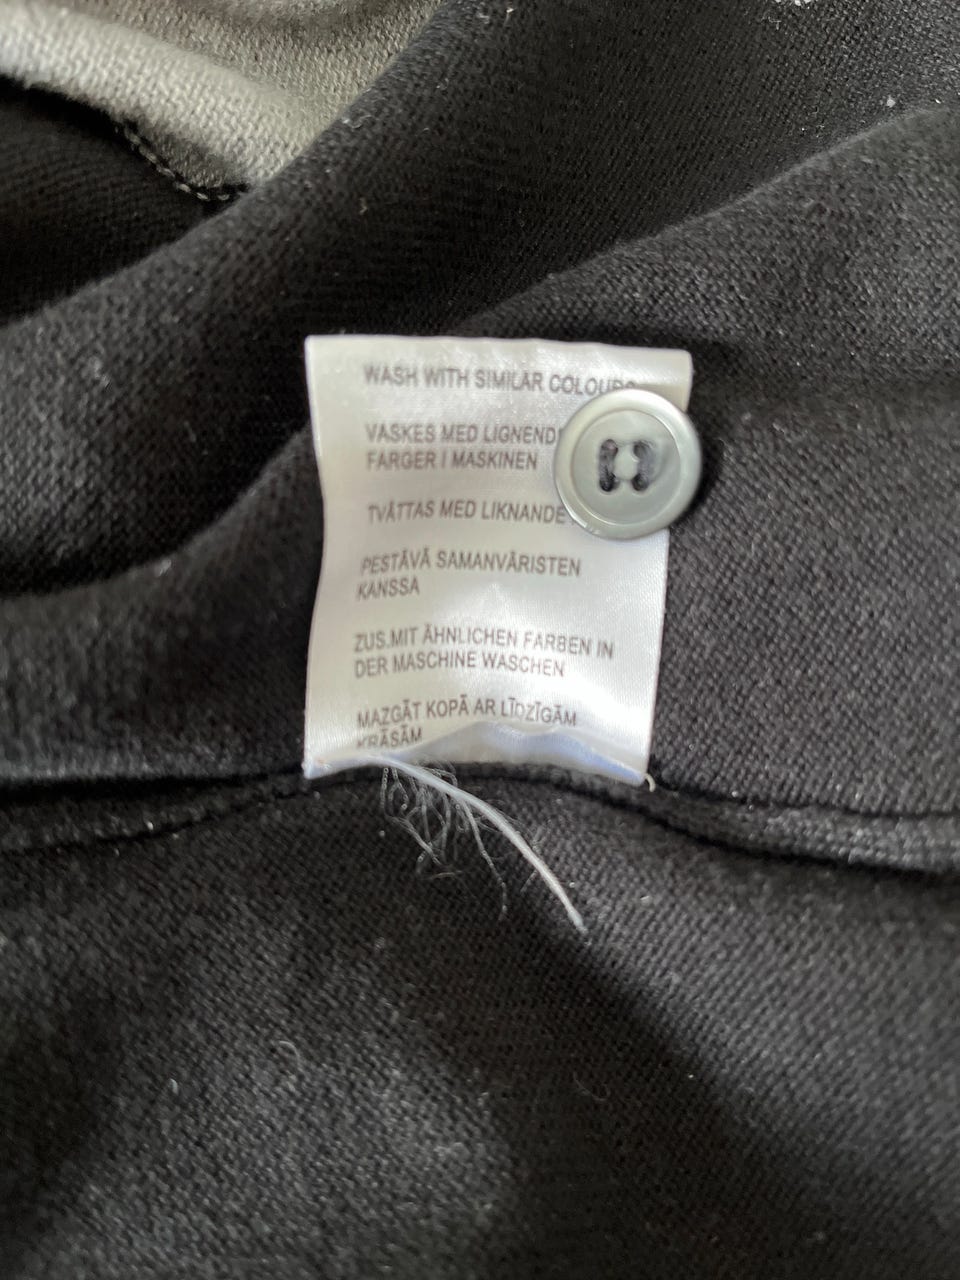 WASH WITH SIMILAR COLOURS
VASKES MED
FARGER I MASKINEN
TVÄTTAS MED LIKNANDE
PESTÄVÄ SAMANVÄRISTEN
KANSSA
ZUS.MIT ÄHNLICHEN FARBEN IN
DER MASCHINE WASCHEN
MAZGĀT KOPĀ AR LĪDZĪGĀM
KRĀSĀM